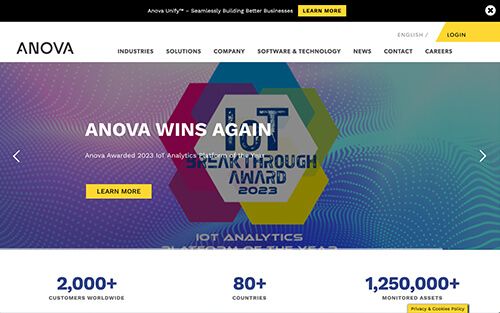 Anova Unify™ – Seamlessly Building Better Businesses LEARN MORE
ENGLISH / LOGIN
ANOVA INDUSTRIES SOLUTIONS COMPANY SOFTWARE & TECHNOLOGY NEWS CONTACT CAREERS
IoT
ANOVA WINS AGAIN
Anova Awarded 2023 IoT Analytics Platform of the Year
BREAKTHROUGH
AWARD
2023
LEARN MORE
IOT ANALYTICS
PLATFORM OF THE YEAR
2,000+ 80+ 1,250,000+
CUSTOMERS WORLDWIDE COUNTRIES MONITORED ASSETS
Privacy & Cookies Policy